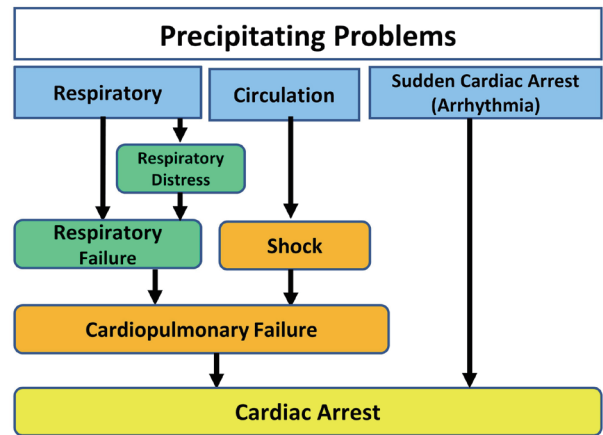 Precipitating Problems
Respiratory
Circulation
Sudden Cardiac Arrest
(Arrhythmia)
Respiratory
Distress
Respiratory
Failure
Shock
Cardiopulmonary Failure
Cardiac Arrest